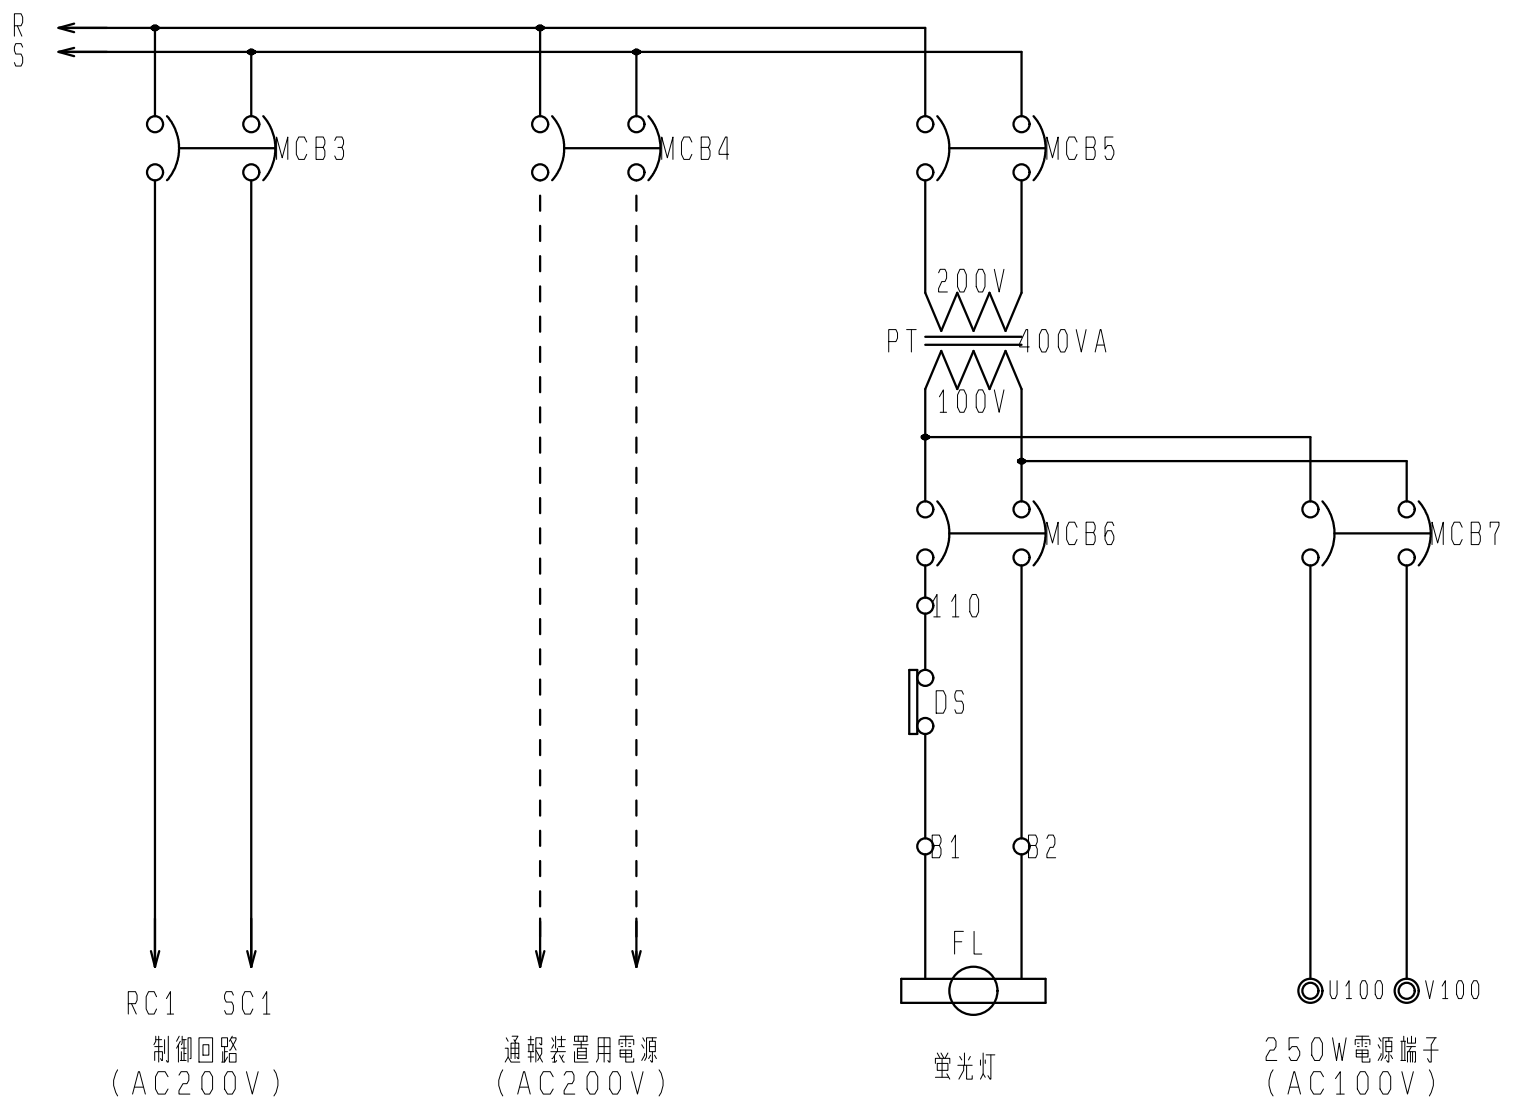 R
S
MCB3
MCB4
MCB5
200V
PT
400VA
100V
MCB6
MCB7
110
DS
B1
B2
FL
RC1
SC1
U100
V100
制御回路
(AC200V)
通報装置用電源
(AC200V)
蛍光灯
250W電源端子
(AC100V)